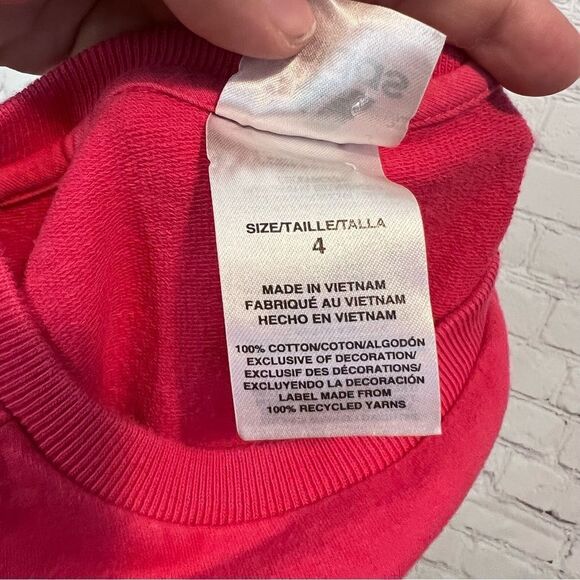 SIZE/TAILLE/TALLA
4
MADE IN VIETNAM
FABRIQUÉ AU VIETNAM
HECHO EN VIETNAM
100% COTTON/COTON/ALGODÓN
EXCLUSIVE OF DECORATION/
EXCLUSIF DES DÉCORATIONS/
EXCLUYENDO LA DECORACIÓN
LABEL MADE FROM
100% RECYCLED YARNS